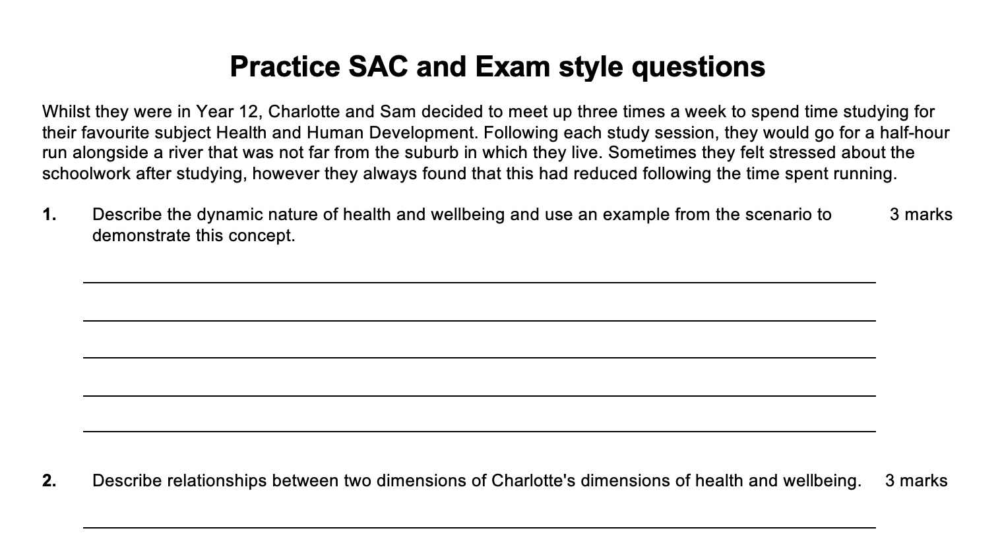 Practice SAC and Exam style questions
Whilst they were in Year 12, Charlotte and Sam decided to meet up three times a week to spend time studying for
their favourite subject Health and Human Development. Following each study session, they would go for a half-hour
run alongside a river that was not far from the suburb in which they live. Sometimes they felt stressed about the
schoolwork after studying, however they always found that this had reduced following the time spent running.
1. Describe the dynamic nature of health and wellbeing and use an example from the scenario to 3 marks
demonstrate this concept.
2. Describe relationships between two dimensions of Charlotte's dimensions of health and wellbeing. 3 marks